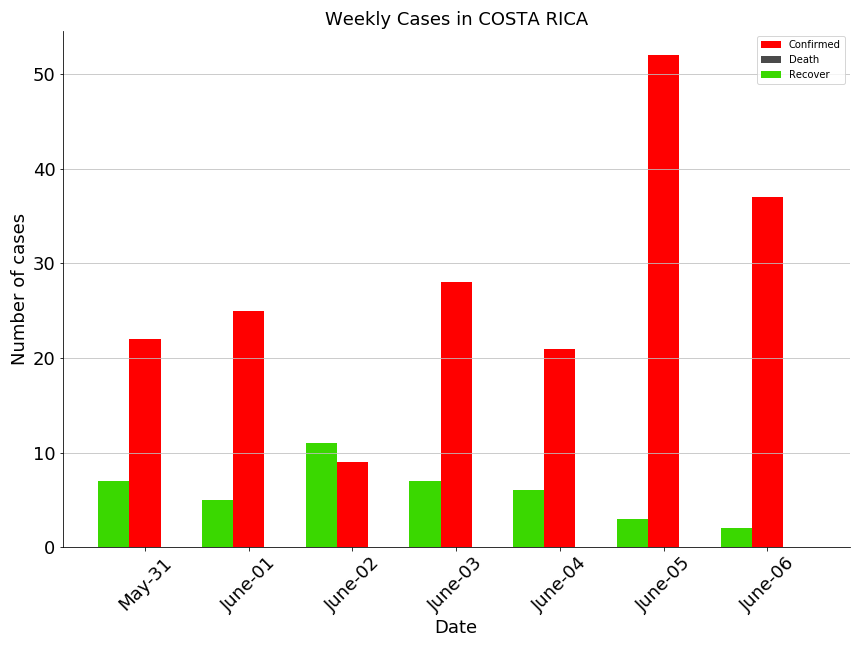 Weekly Cases in COSTA RICA
Confirmed
Death
Recover
Number of cases
50
40
30
20
10
0
May-31
June-01
June-02
June-03
June-04
June-05
June-06
Date